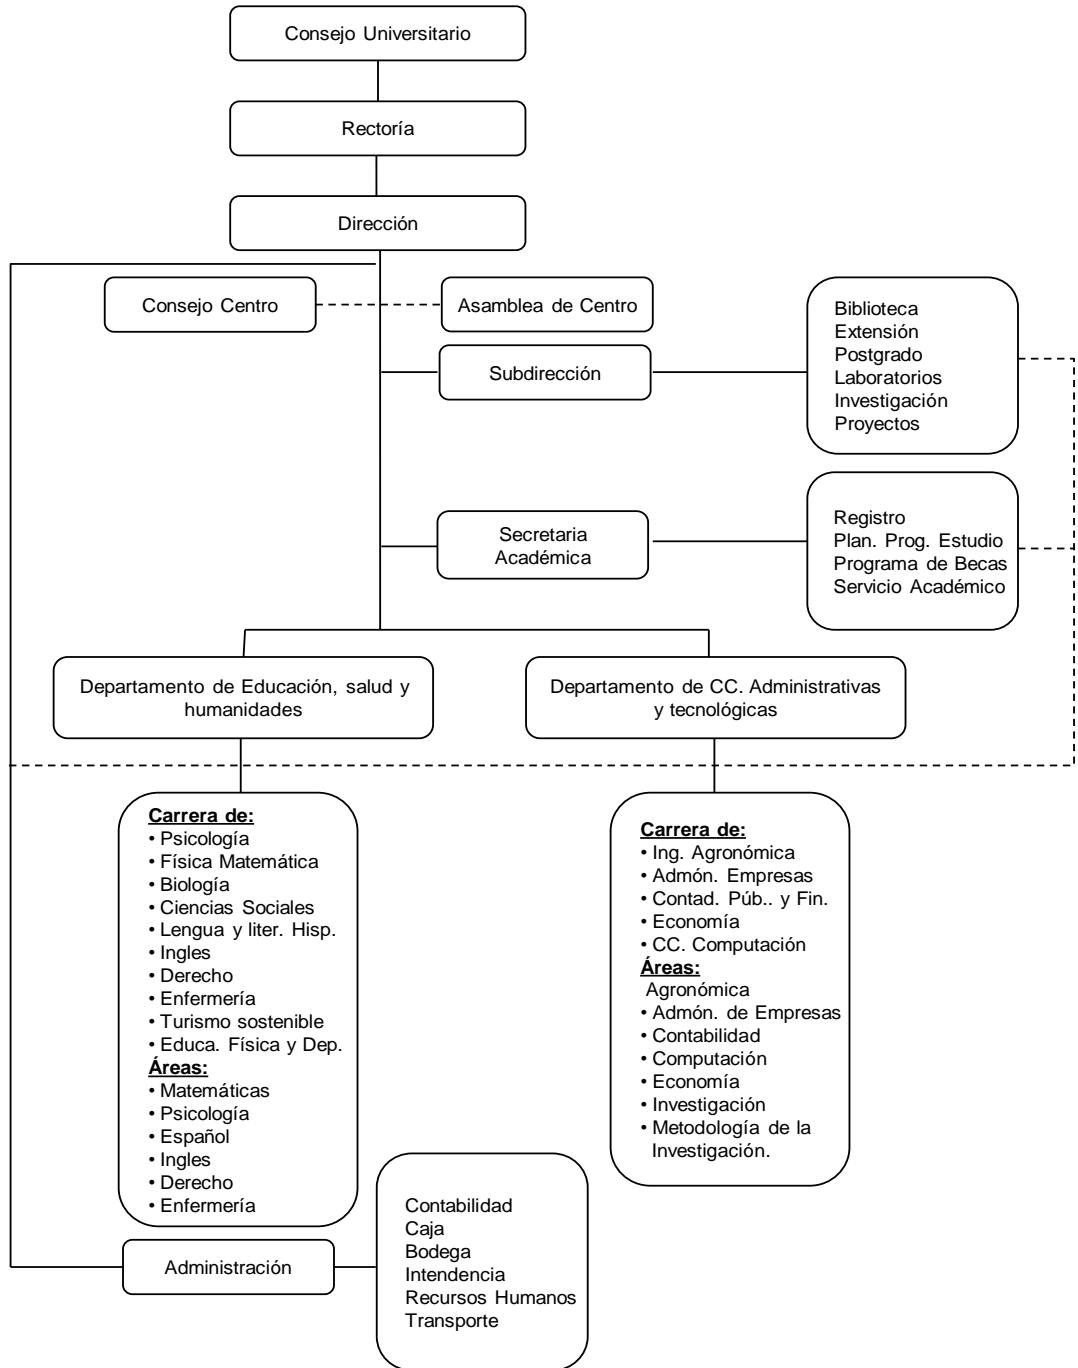 Consejo Universitario
Rectoría
Dirección
Consejo Centro
Asamblea de Centro
Subdirección
Biblioteca
Extensión
Postgrado
Laboratorios
Investigación
Proyectos
Secretaria
Académica
Registro
Plan. Prog. Estudio
Programa de Becas
Servicio Académico
Departamento de Educación, salud y
humanidades
Departamento de CC. Administrativas
y tecnológicas
Carrera de:
• Psicología
• Física Matemática
• Biología
• Ciencias Sociales
• Lengua y liter. Hisp.
• Ingles
• Derecho
• Enfermería
• Turismo sostenible
• Educa. Física y Dep.
Áreas:
• Matemáticas
• Psicología
• Español
• Ingles
• Derecho
• Enfermería
Carrera de:
• Ing. Agronómica
• Admón. Empresas
• Contad. Púb.. y Fin.
• Economía
• CC. Computación
Áreas:
Agronómica
• Admón. de Empresas
• Contabilidad
• Computación
• Economía
• Investigación
• Metodología de la
Investigación.
Administración
Contabilidad
Caja
Bodega
Intendencia
Recursos Humanos
Transporte